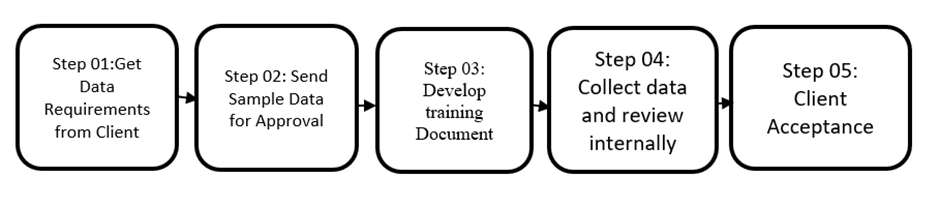 Step 01:Get
Data
Requirements
from Client
Step 02: Send
Sample Data
for Approval
Step 03:
Develop
training
Document
Step 04:
Collect data
and review
internally
Step 05:
Client
Acceptance